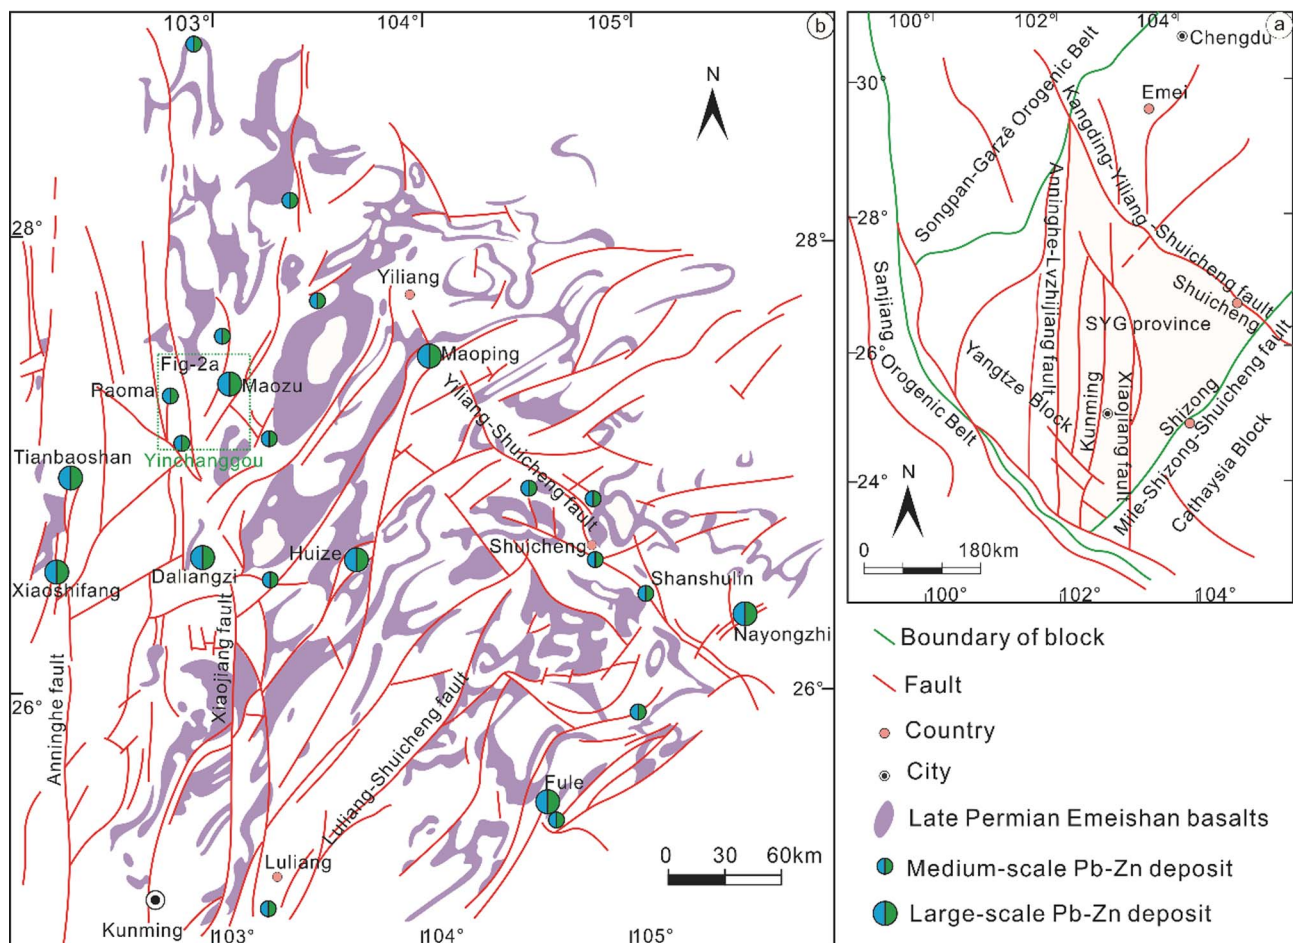 103°
104°
105°
b
N
28°
28°
Yiliang
Fig-2a
Maoping
Paoma
Maozu
Yinchanggou
Tianbaoshan
Yiliang-Shuicheng fault
Huize
Shuicheng
Daliangzi
Shanshulin
Xiaoshifang
Nayongzhi
Xiaojiang fault
Anninghe fault
26°
26°
Luliang-Shuicheng fault
Fule
Luliang
0 30 60km
Kunming
103°
104°
105°
100°
102°
104°
a
Chengdu
30°
Emei
Songpan-Garzê Orogenic Belt
Kangding-Yiliang-Shuicheng fault
28°
Anninghe-Lvzhijiang fault
Sanjiang Orogenic Belt
Shuicheng
SYG province
26°
Yangtze Block
Kunming
Xiaojiang fault
Shizong
Mile-Shizong-Shuicheng fault
Cathaysia Block
24°
N
0 180km
100°
102°
104°
Boundary of block
Fault
Country
City
Late Permian Emeishan basalts
Medium-scale Pb-Zn deposit
Large-scale Pb-Zn deposit